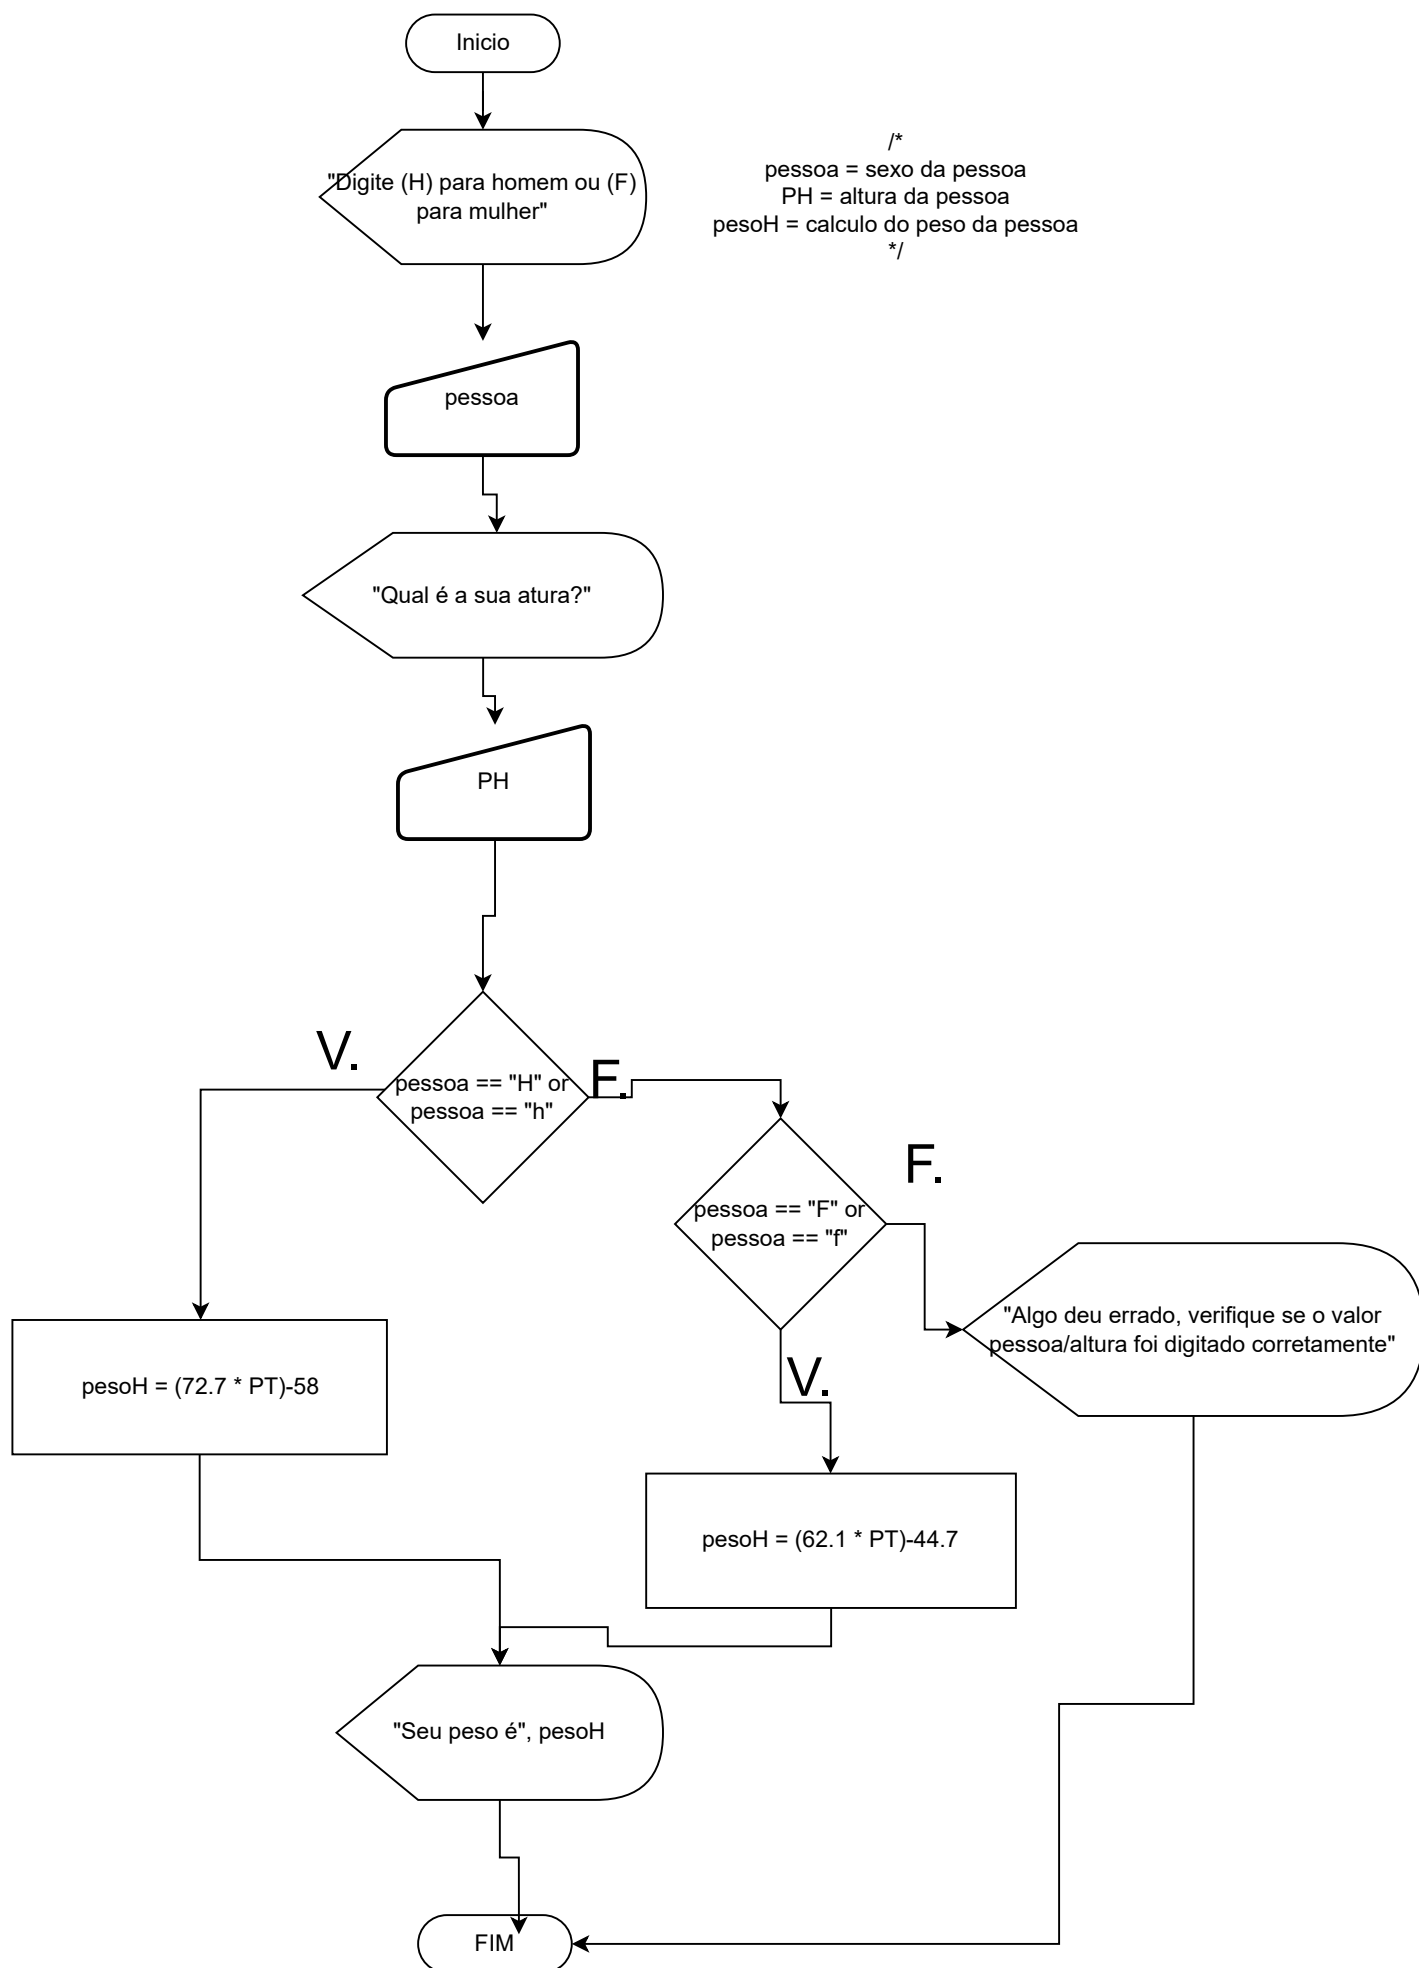 Inicio
"Digite (H) para homem ou (F)
para mulher"
/*
pessoa = sexo da pessoa
PH = altura da pessoa
pesoH = calculo do peso da pessoa
*/
pessoa
"Qual é a sua atura?"
PH
V.
pessoa == "H" or
pessoa == "h"
F.
pessoa == "F" or
pessoa == "f"
F.
"Algo deu errado, verifique se o valor
pessoa/altura foi digitado corretamente"
V.
pesoH = (72.7 * PT)-58
pesoH = (62.1 * PT)-44.7
"Seu peso é", pesoH
FIM